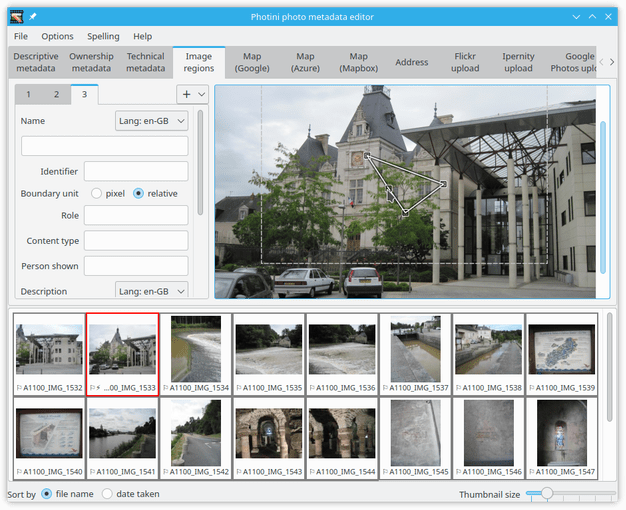 Photini photo metadata editor
File Options Spelling Help
Descriptive metadata
Ownership metadata
Technical metadata
Image regions
Map (Google)
Map (Azure)
Map (Mapbox)
Address
Flickr upload
Ipernity upload
Google Photos uplo
1 2 3
Name Lang: en-GB
Identifier
Boundary unit pixel relative
Role
Content type
Person shown
Description Lang: en-GB
A1100_IMG_1532 ...00_IMG_1533 A1100_IMG_1534 A1100_IMG_1535 A1100_IMG_1536 A1100_IMG_1537 A1100_IMG_1538 A1100_IMG_1539
A1100_IMG_1540 A1100_IMG_1541 A1100_IMG_1542 A1100_IMG_1543 A1100_IMG_1544 A1100_IMG_1545 A1100_IMG_1546 A1100_IMG_1547
Sort by file name date taken Thumbnail size